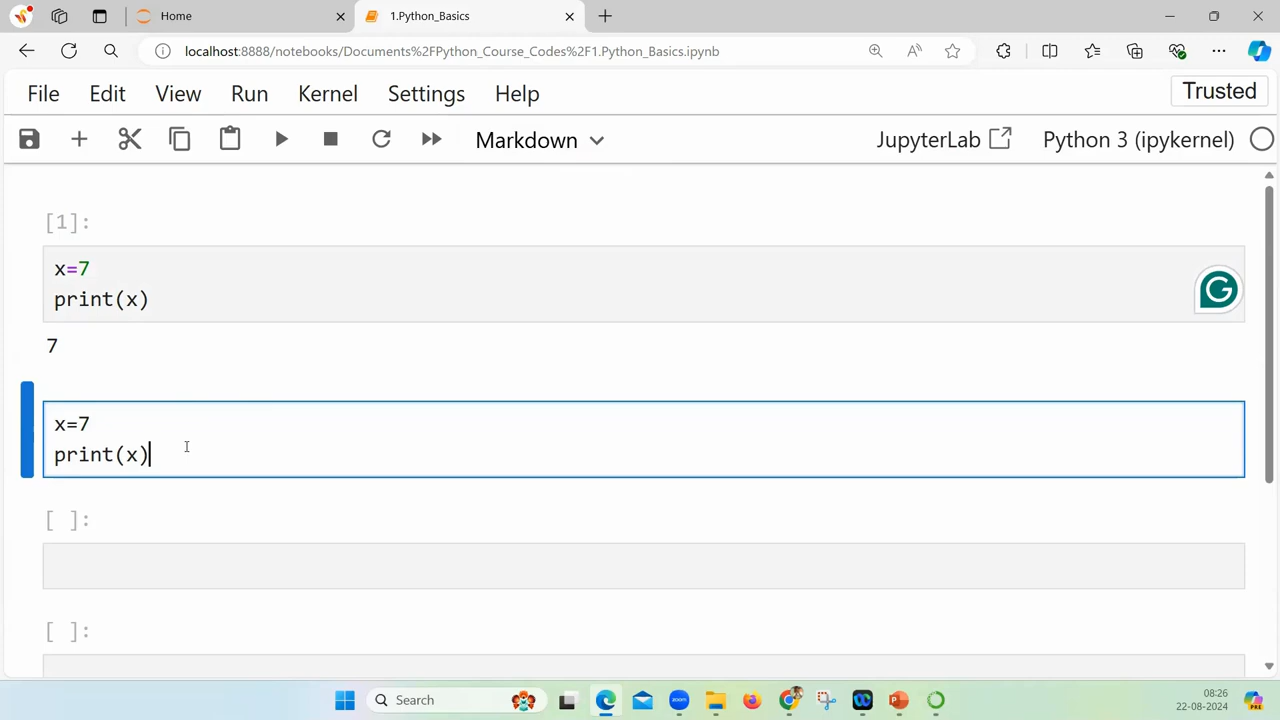 Home
1.Python_Basics
localhost:8888/notebooks/Documents%2FPython_Course_Codes%2F1.Python_Basics.ipynb
File Edit View Run Kernel Settings Help Trusted
Markdown JupyterLab Python 3 (ipykernel)
[1]:
x=7
print(x)
7
x=7
print(x)
[ ]:
[ ]:
Search
08:26
22-08-2024